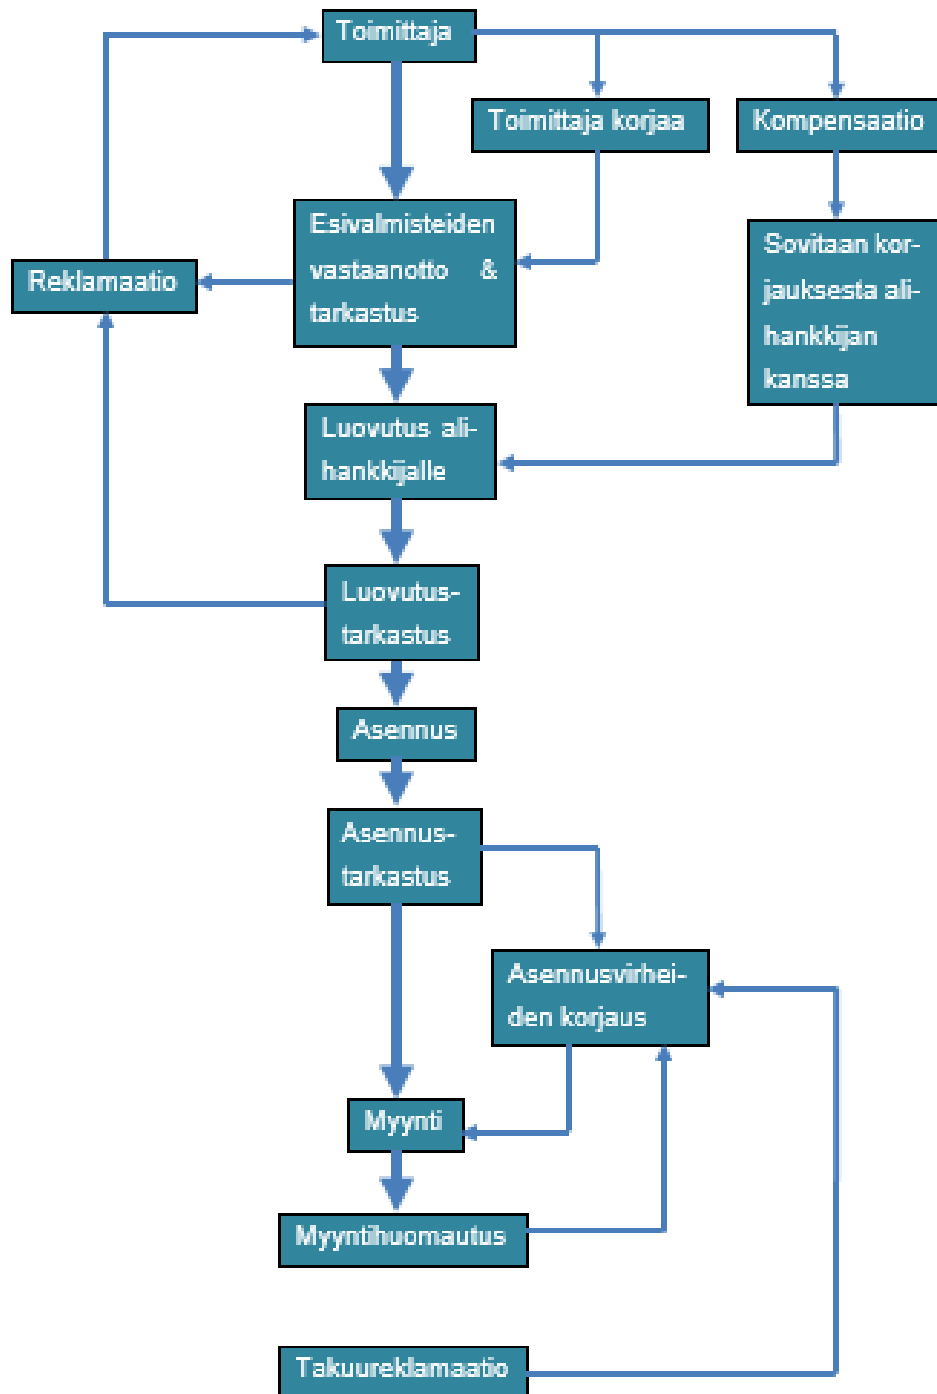 Toimittaja
Toimittaja korjaa
Kompensaatio
Esivalmisteiden
vastaanotto &
tarkastus
Sovitaan kor-
jauksesta ali-
hankkijan
kanssa
Reklamaatio
Luovutus ali-
hankkijalle
Luovutus-
tarkastus
Asennus
Asennus-
tarkastus
Asennusvirhei-
den korjaus
Myynti
Myyntihuomautus
Takuureklamaatio